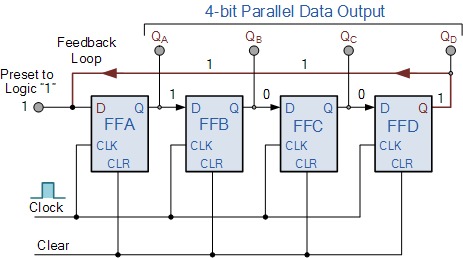 4-bit Parallel Data Output
QA QB QC QD
Feedback
Loop
1 1
Preset to
Logic "1"
1
1 0 0 1
D Q D Q D Q D Q
FFA FFB FFC FFD
CLK CLK CLK CLK
CLR CLR CLR CLR
Clock
Clear